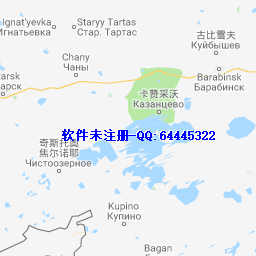 Ignat'yevka
Игнатьевка
Staryy Tartas
Стар. Тартас
古比雪夫
Куйбышев
Chany
Чаны
Barabinsk
Барабинск
tarsk
арск
卡赞采沃
Казанцево
软件未注册-QQ:64445322
奇斯托奥
焦尔诺耶
Чистоозерное
Kupino
Купино
Bagan
Баган